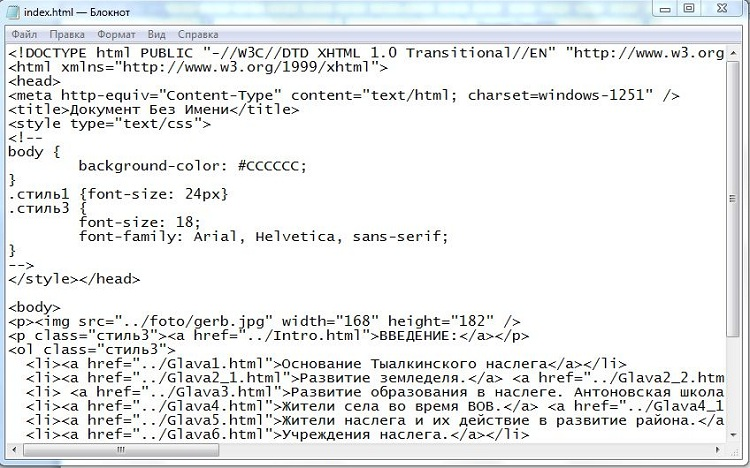 index.html — Блокнот
Файл Правка Формат Вид Справка
<!DOCTYPE html PUBLIC "-//W3C//DTD XHTML 1.0 Transitional//EN" "http://www.w3.org
<html xmlns="http://www.w3.org/1999/xhtml">
<head>
<meta http-equiv="Content-Type" content="text/html; charset=windows-1251" />
<title>Документ Без Имени</title>
<style type="text/css">
<!--
body {
	background-color: #CCCCCC;
}
.стиль1 {font-size: 24px}
.стиль3 {
	font-size: 18;
	font-family: Arial, Helvetica, sans-serif;
}
-->
</style></head>

<body>
<p><img src="../foto/gerb.jpg" width="168" height="182" />
<p class="стиль3"><a href="../Intro.html">ВВЕДЕНИЕ:</a></p>
<ol class="стиль3">
  <li><a href="../Glava1.html">Основание Тыалкинского наслега</a></li>
  <li><a href="../Glava2_1.html">Развитие земледеля.</a> <a href="../Glava2_2.htm
  <li> <a href="../Glava3.html">Развитие образования в наслеге. Антоновская школа
  <li><a href="../Glava4.html">Жители села во время ВОВ.</a> <a href="../Glava4_1
  <li><a href="../Glava5.html">Жители наслега и их действие в развитие района.</a
  <li><a href="../Glava6.html">Учреждения наслега.</a></li>